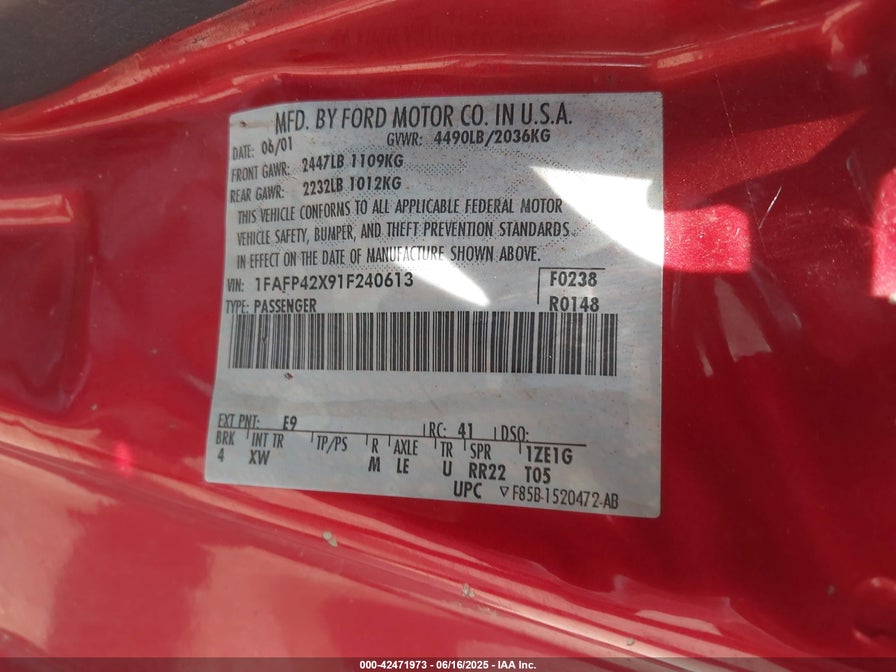 MFD. BY FORD MOTOR CO. IN U.S.A.
DATE: 06/01 GVWR: 4490LB/2036KG
FRONT GAWR: 2447LB 1109KG
REAR GAWR: 2232LB 1012KG
THIS VEHICLE CONFORMS TO ALL APPLICABLE FEDERAL MOTOR
VEHICLE SAFETY, BUMPER, AND THEFT PREVENTION STANDARDS
IN EFFECT ON THE DATE OF MANUFACTURE SHOWN ABOVE.
VIN: 1FAFP42X91F240613 F0238
TYPE: PASSENGER R0148
EXT PNT: E9 RC: 41 DSO:
BRK INT TR TP/PS R AXLE TR SPR 1ZE1G
4 XW M LE U RR22 T05
UPC ▽F85B-1520472-AB
000-42471973 - 06/16/2025 - IAA Inc.